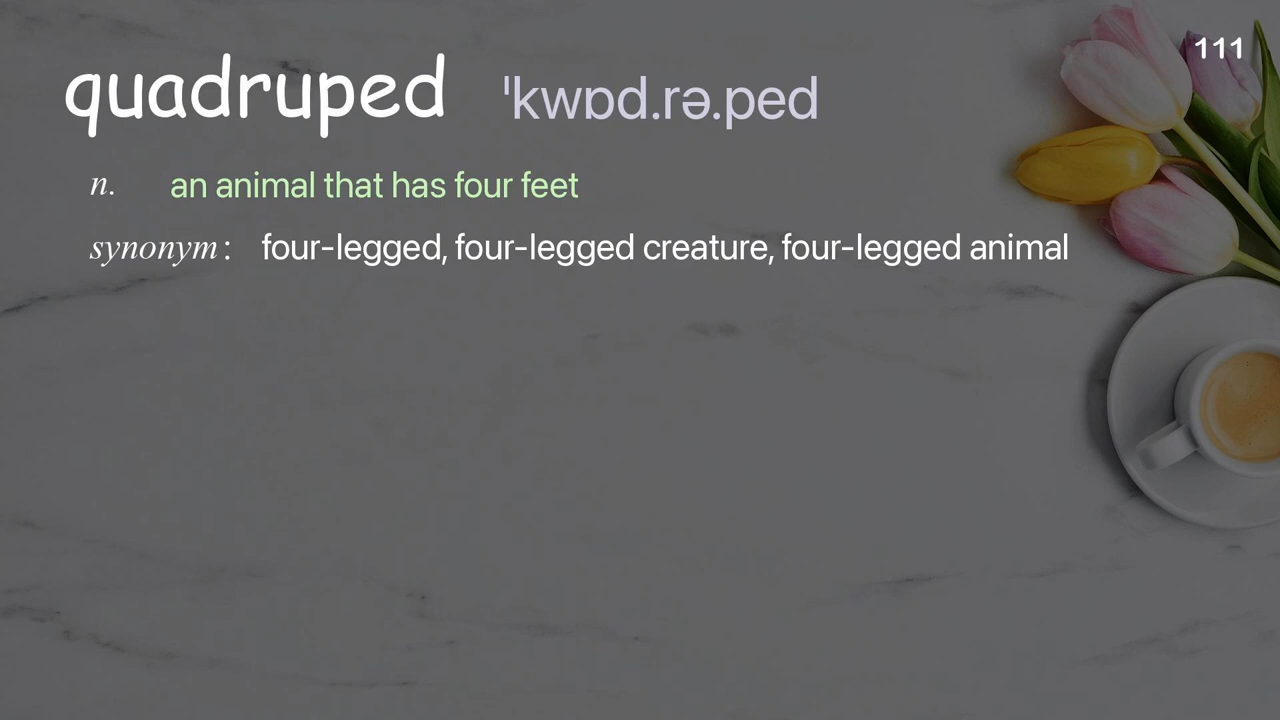 111
quadruped ˈkwɒd.rə.ped
n. an animal that has four feet
synonym: four-legged, four-legged creature, four-legged animal